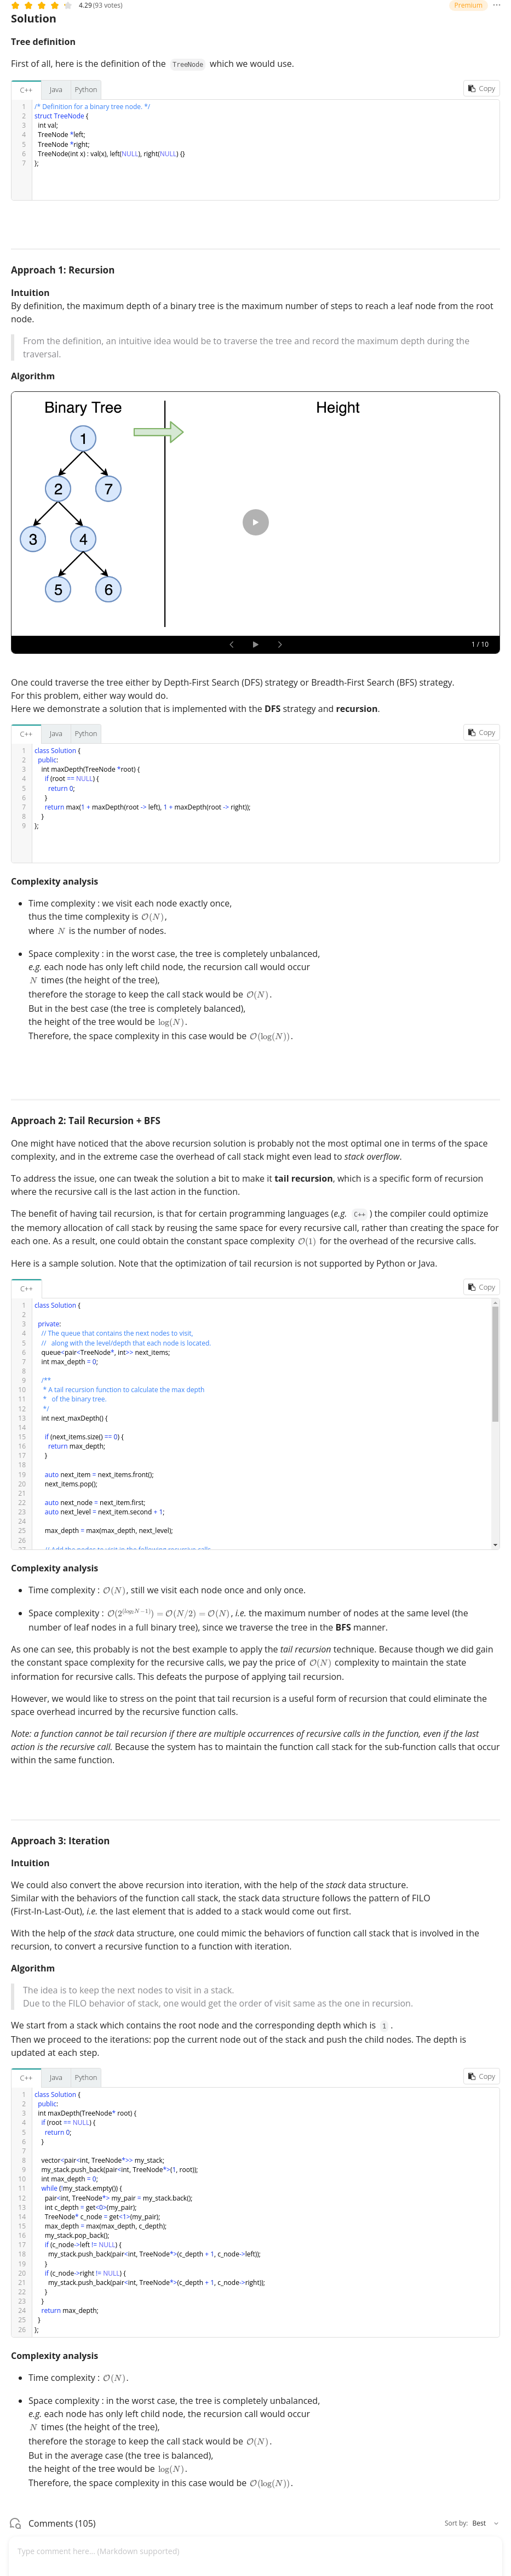 4.29 (93 votes)
Premium
Solution
Tree definition
First of all, here is the definition of the TreeNode which we would use.
C++ Java Python
Copy
1 /* Definition for a binary tree node. */
2 struct TreeNode {
3 int val;
4 TreeNode *left;
5 TreeNode *right;
6 TreeNode(int x) : val(x), left(NULL), right(NULL) {}
7 };
Approach 1: Recursion
Intuition
By definition, the maximum depth of a binary tree is the maximum number of steps to reach a leaf node from the root
node.
From the definition, an intuitive idea would be to traverse the tree and record the maximum depth during the
traversal.
Algorithm
Binary Tree
Height
1
2 7
3 4
5 6
1 / 10
One could traverse the tree either by Depth-First Search (DFS) strategy or Breadth-First Search (BFS) strategy.
For this problem, either way would do.
Here we demonstrate a solution that is implemented with the DFS strategy and recursion.
C++ Java Python
Copy
1 class Solution {
2 public:
3 int maxDepth(TreeNode *root) {
4 if (root == NULL) {
5 return 0;
6 }
7 return max(1 + maxDepth(root -> left), 1 + maxDepth(root -> right));
8 }
9 };
Complexity analysis
• Time complexity : we visit each node exactly once,
thus the time complexity is O(N),
where N is the number of nodes.
• Space complexity : in the worst case, the tree is completely unbalanced,
e.g. each node has only left child node, the recursion call would occur
N times (the height of the tree),
therefore the storage to keep the call stack would be O(N).
But in the best case (the tree is completely balanced),
the height of the tree would be log(N).
Therefore, the space complexity in this case would be O(log(N)).
Approach 2: Tail Recursion + BFS
One might have noticed that the above recursion solution is probably not the most optimal one in terms of the space
complexity, and in the extreme case the overhead of call stack might even lead to stack overflow.
To address the issue, one can tweak the solution a bit to make it tail recursion, which is a specific form of recursion
where the recursive call is the last action in the function.
The benefit of having tail recursion, is that for certain programming languages (e.g. C++ ) the compiler could optimize
the memory allocation of call stack by reusing the same space for every recursive call, rather than creating the space for
each one. As a result, one could obtain the constant space complexity O(1) for the overhead of the recursive calls.
Here is a sample solution. Note that the optimization of tail recursion is not supported by Python or Java.
C++
Copy
1 class Solution {
2
3 private:
4 // The queue that contains the next nodes to visit,
5 // along with the level/depth that each node is located.
6 queue<pair<TreeNode*, int>> next_items;
7 int max_depth = 0;
8
9 /**
10 * A tail recursion function to calculate the max depth
11 * of the binary tree.
12 */
13 int next_maxDepth() {
14
15 if (next_items.size() == 0) {
16 return max_depth;
17 }
18
19 auto next_item = next_items.front();
20 next_items.pop();
21
22 auto next_node = next_item.first;
23 auto next_level = next_item.second + 1;
24
25 max_depth = max(max_depth, next_level);
26
27 // Add the nodes to visit in the following recursive calls.
Complexity analysis
• Time complexity : O(N), still we visit each node once and only once.
• Space complexity : O(2^(log₂N−1)) = O(N/2) = O(N), i.e. the maximum number of nodes at the same level (the
number of leaf nodes in a full binary tree), since we traverse the tree in the BFS manner.
As one can see, this probably is not the best example to apply the tail recursion technique. Because though we did gain
the constant space complexity for the recursive calls, we pay the price of O(N) complexity to maintain the state
information for recursive calls. This defeats the purpose of applying tail recursion.
However, we would like to stress on the point that tail recursion is a useful form of recursion that could eliminate the
space overhead incurred by the recursive function calls.
Note: a function cannot be tail recursion if there are multiple occurrences of recursive calls in the function, even if the last
action is the recursive call. Because the system has to maintain the function call stack for the sub-function calls that occur
within the same function.
Approach 3: Iteration
Intuition
We could also convert the above recursion into iteration, with the help of the stack data structure.
Similar with the behaviors of the function call stack, the stack data structure follows the pattern of FILO
(First-In-Last-Out), i.e. the last element that is added to a stack would come out first.
With the help of the stack data structure, one could mimic the behaviors of function call stack that is involved in the
recursion, to convert a recursive function to a function with iteration.
Algorithm
The idea is to keep the next nodes to visit in a stack.
Due to the FILO behavior of stack, one would get the order of visit same as the one in recursion.
We start from a stack which contains the root node and the corresponding depth which is 1 .
Then we proceed to the iterations: pop the current node out of the stack and push the child nodes. The depth is
updated at each step.
C++ Java Python
Copy
1 class Solution {
2 public:
3 int maxDepth(TreeNode* root) {
4 if (root == NULL) {
5 return 0;
6 }
7
8 vector<pair<int, TreeNode*>> my_stack;
9 my_stack.push_back(pair<int, TreeNode*>(1, root));
10 int max_depth = 0;
11 while (!my_stack.empty()) {
12 pair<int, TreeNode*> my_pair = my_stack.back();
13 int c_depth = get<0>(my_pair);
14 TreeNode* c_node = get<1>(my_pair);
15 max_depth = max(max_depth, c_depth);
16 my_stack.pop_back();
17 if (c_node->left != NULL) {
18 my_stack.push_back(pair<int, TreeNode*>(c_depth + 1, c_node->left));
19 }
20 if (c_node->right != NULL) {
21 my_stack.push_back(pair<int, TreeNode*>(c_depth + 1, c_node->right));
22 }
23 }
24 return max_depth;
25 }
26 };
Complexity analysis
• Time complexity : O(N).
• Space complexity : in the worst case, the tree is completely unbalanced,
e.g. each node has only left child node, the recursion call would occur
N times (the height of the tree),
therefore the storage to keep the call stack would be O(N).
But in the average case (the tree is balanced),
the height of the tree would be log(N).
Therefore, the space complexity in this case would be O(log(N)).
Comments (105)
Sort by: Best
Type comment here... (Markdown supported)